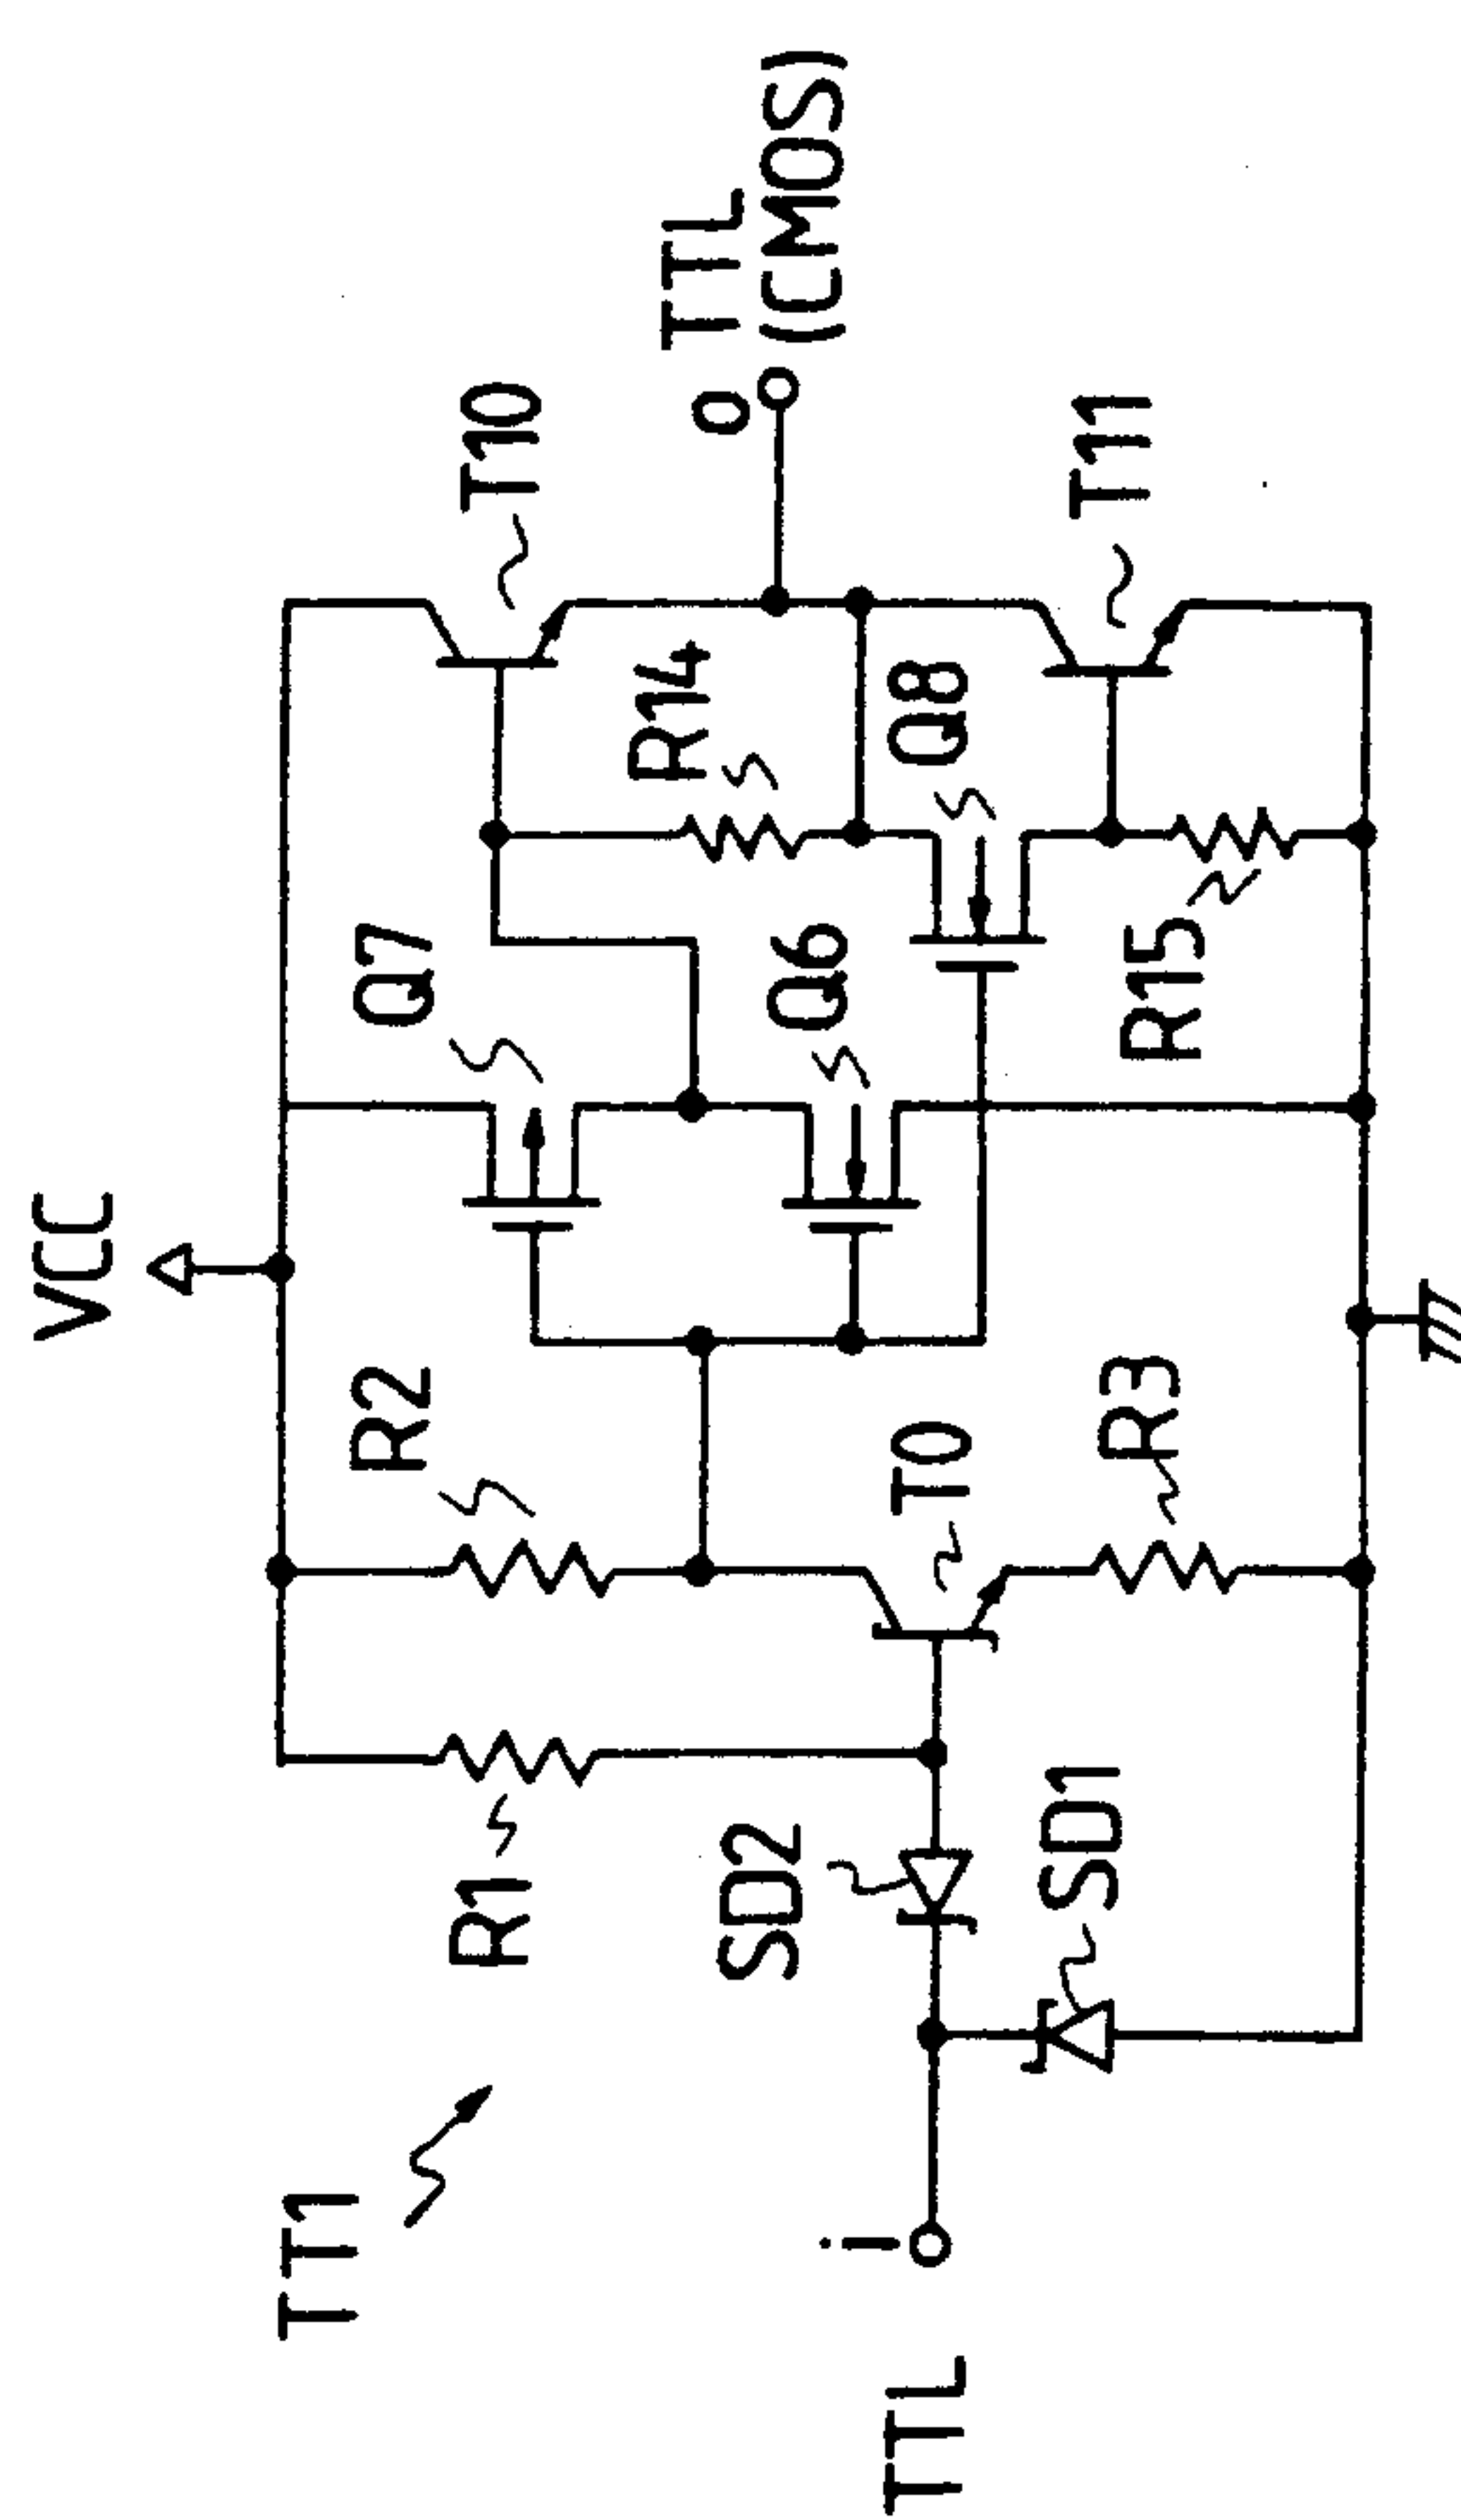 VCC
TT1
R1
R2
Q7
T10
SD2
Q6
R14
o
TTL
(CMOS)
TTL
i
SD1
T0
R3
Q8
R15
T11